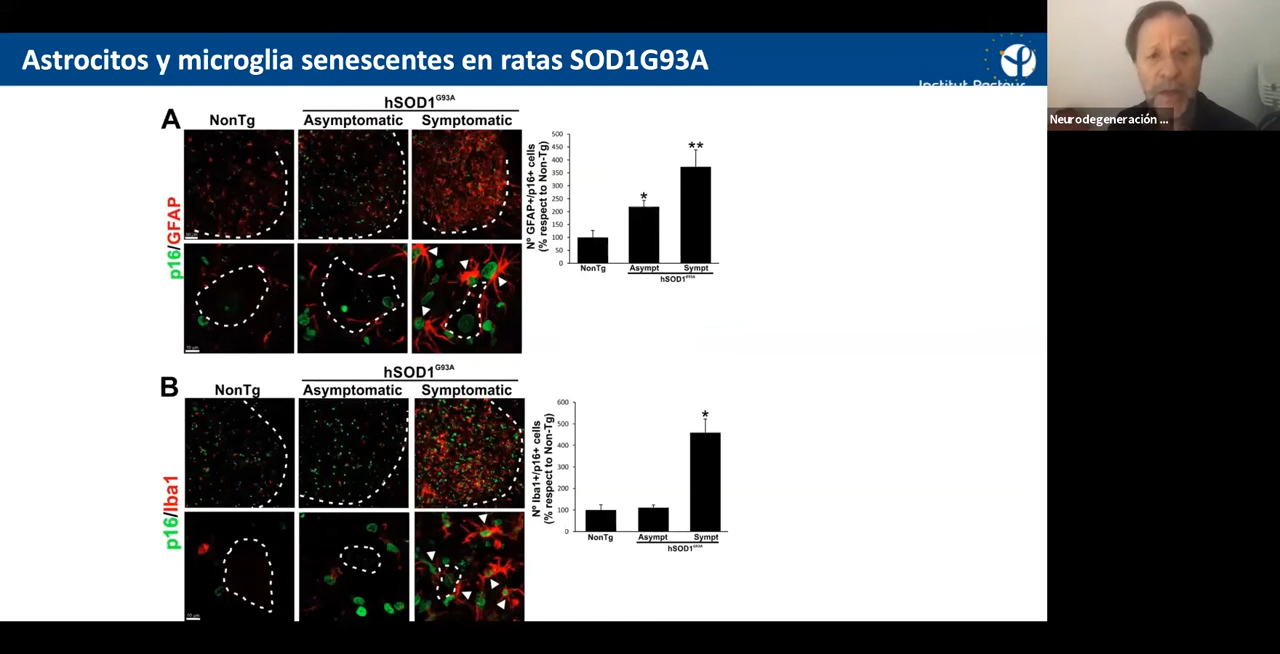 Astrocitos y microglia senescentes en ratas SOD1G93A
Institut Pasteur
Neurodegeneración ...
A
hSOD1G93A
NonTg
Asymptomatic
Symptomatic
p16/GFAP
Nº GFAP+/p16+ cells
(% respect to Non-Tg)
500
450
400
350
300
250
200
150
100
50
0
*
**
NonTg
Asympt
Sympt
hSOD1G93A
B
hSOD1G93A
NonTg
Asymptomatic
Symptomatic
p16/Iba1
Nº Iba1+/p16+ cells
(% respect to Non-Tg)
600
500
400
300
200
100
0
*
NonTg
Asympt
Sympt
hSOD1G93A